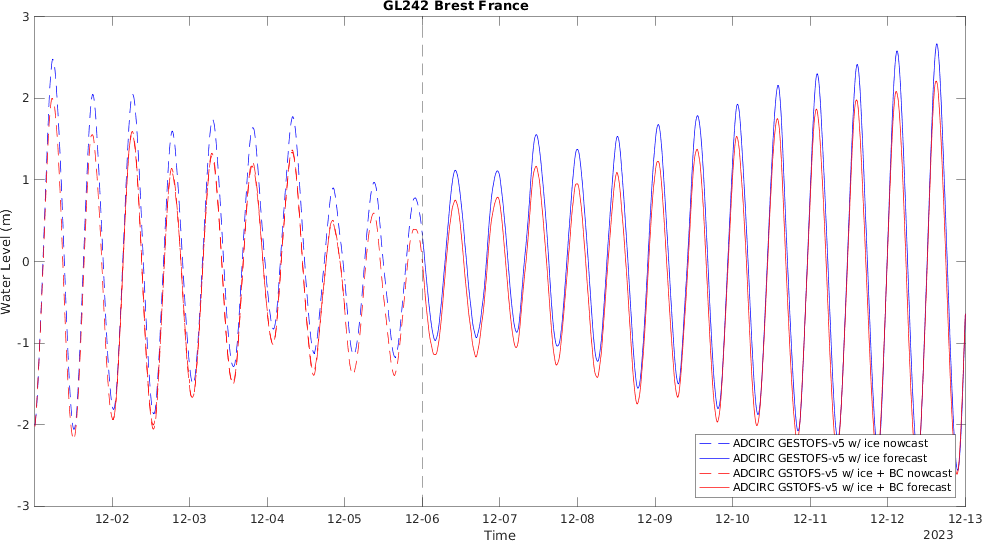 GL242 Brest France
Water Level (m)
3
2
1
0
-1
-2
-3
ADCIRC GESTOFS-v5 w/ ice nowcast
ADCIRC GESTOFS-v5 w/ ice forecast
ADCIRC GSTOFS-v5 w/ ice + BC nowcast
ADCIRC GSTOFS-v5 w/ ice + BC forecast
12-02 12-03 12-04 12-05 12-06 12-07 12-08 12-09 12-10 12-11 12-12 12-13
Time
2023